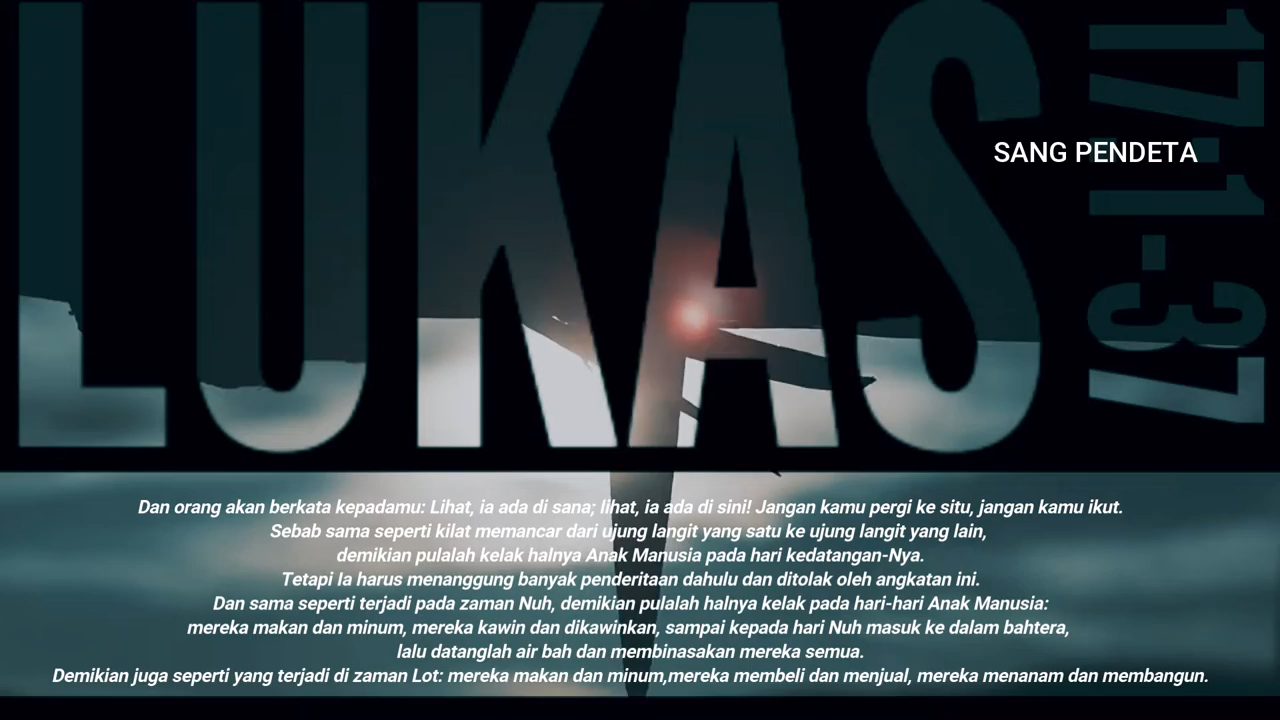 LUKAS
17:1-37
SANG PENDETA
Dan orang akan berkata kepadamu: Lihat, ia ada di sana; lihat, ia ada di sini! Jangan kamu pergi ke situ, jangan kamu ikut.
Sebab sama seperti kilat memancar dari ujung langit yang satu ke ujung langit yang lain,
demikian pulalah kelak halnya Anak Manusia pada hari kedatangan-Nya.
Tetapi Ia harus menanggung banyak penderitaan dahulu dan ditolak oleh angkatan ini.
Dan sama seperti terjadi pada zaman Nuh, demikian pulalah halnya kelak pada hari-hari Anak Manusia:
mereka makan dan minum, mereka kawin dan dikawinkan, sampai kepada hari Nuh masuk ke dalam bahtera,
lalu datanglah air bah dan membinasakan mereka semua.
Demikian juga seperti yang terjadi di zaman Lot: mereka makan dan minum,mereka membeli dan menjual, mereka menanam dan membangun.